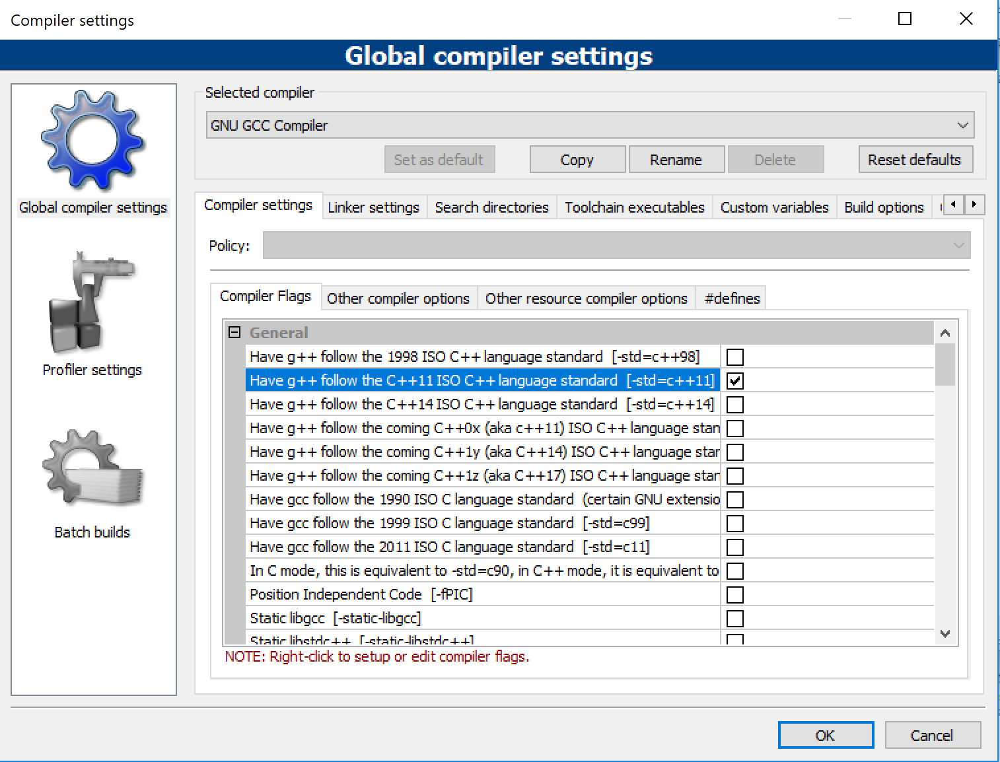 Compiler settings
Global compiler settings
Global compiler settings
Profiler settings
Batch builds
Selected compiler
GNU GCC Compiler
Set as default Copy Rename Delete Reset defaults
Compiler settings Linker settings Search directories Toolchain executables Custom variables Build options
Policy:
Compiler Flags Other compiler options Other resource compiler options #defines
General
Have g++ follow the 1998 ISO C++ language standard [-std=c++98]
Have g++ follow the C++11 ISO C++ language standard [-std=c++11]
Have g++ follow the C++14 ISO C++ language standard [-std=c++14]
Have g++ follow the coming C++0x (aka c++11) ISO C++ language stan
Have g++ follow the coming C++1y (aka C++14) ISO C++ language star
Have g++ follow the coming C++1z (aka C++17) ISO C++ language stan
Have gcc follow the 1990 ISO C language standard (certain GNU extensio
Have gcc follow the 1999 ISO C language standard [-std=c99]
Have gcc follow the 2011 ISO C language standard [-std=c11]
In C mode, this is equivalent to -std=c90, in C++ mode, it is equivalent to
Position Independent Code [-fPIC]
Static libgcc [-static-libgcc]
Static libstdc++ [-static-libstdc++]
NOTE: Right-click to setup or edit compiler flags.
OK Cancel